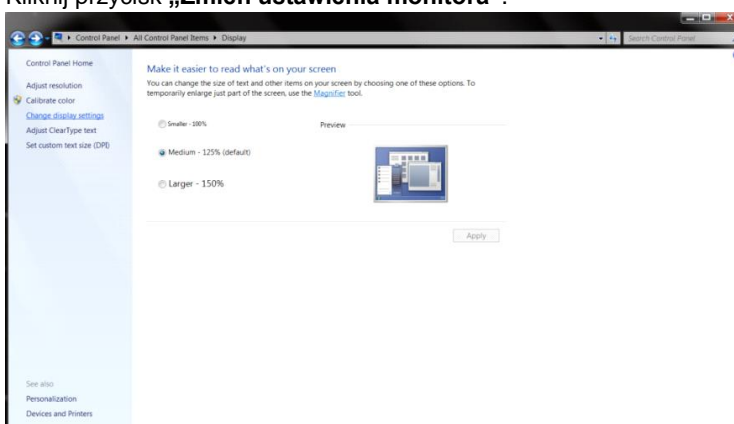 Kliknij przycisk „Zmień ustawienia monitora”.
Control Panel ▸ All Control Panel Items ▸ Display
Search Control Panel
Control Panel Home
Adjust resolution
Calibrate color
Change display settings
Adjust ClearType text
Set custom text size (DPI)
Make it easier to read what's on your screen
You can change the size of text and other items on your screen by choosing one of these options. To
temporarily enlarge just part of the screen, use the Magnifier tool.
Smaller - 100%
Preview
Medium - 125% (default)
Larger - 150%
Apply
See also
Personalization
Devices and Printers